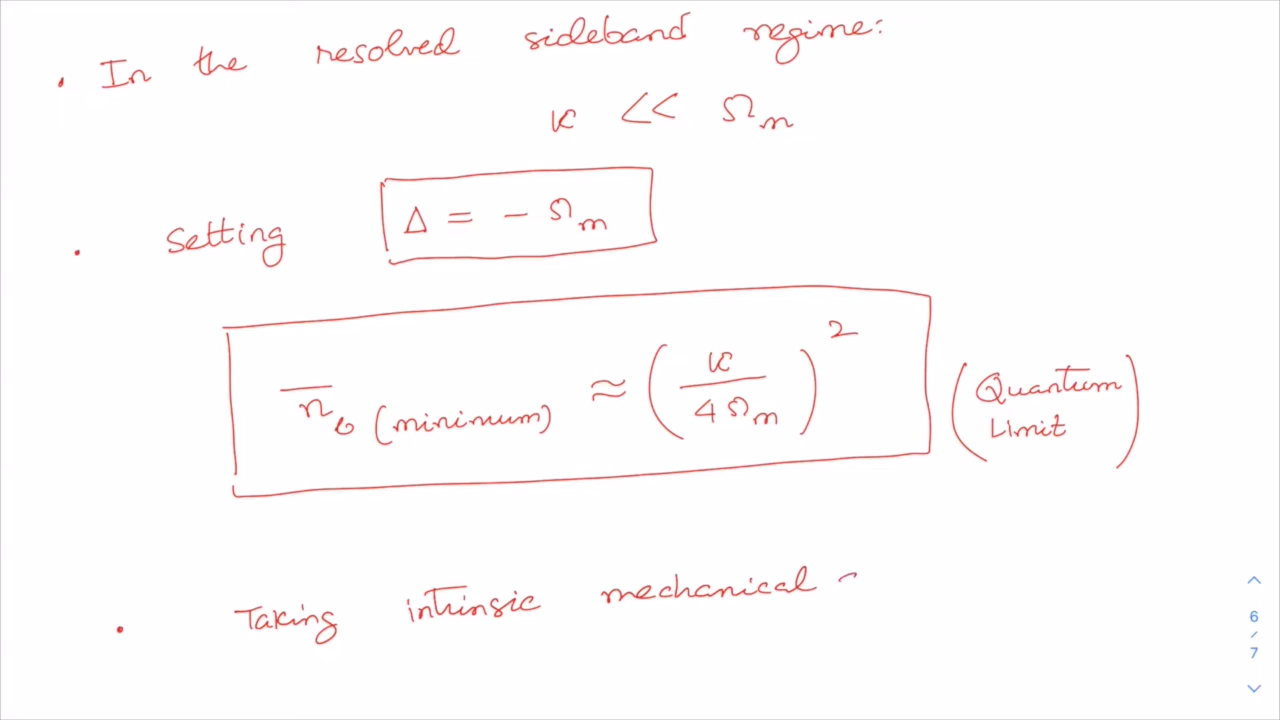 • In the resolved sideband regime:
κ << Ωm
• Setting Δ = − Ωm
n̅b (minimum) ≈ (κ / 4Ωm)² (Quantum Limit)
• Taking intrinsic mechanical
6
/
7